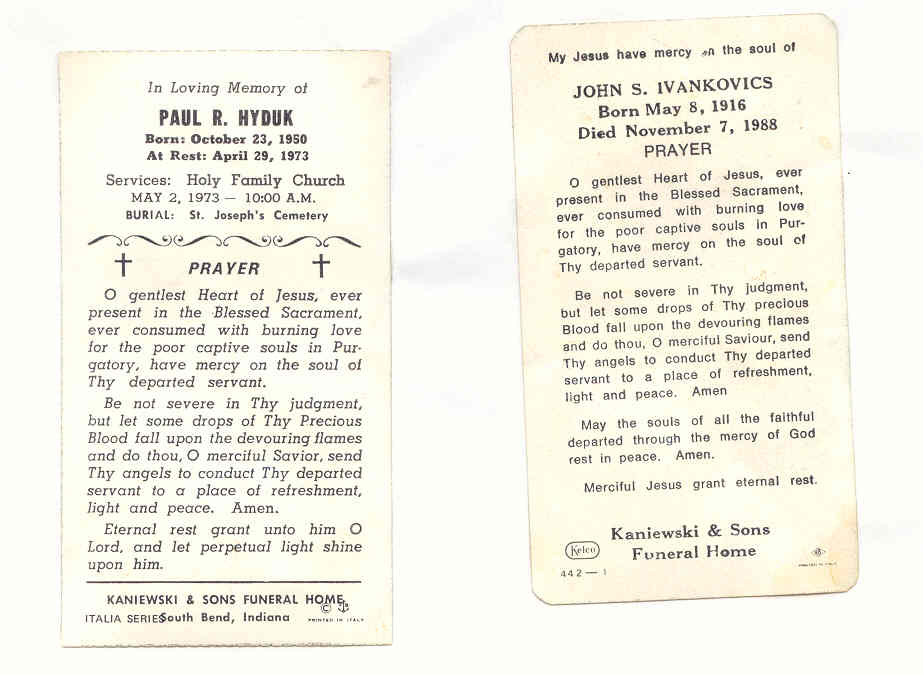 In Loving Memory of
PAUL R. HYDUK
Born: October 23, 1950
At Rest: April 29, 1973
Services: Holy Family Church
MAY 2, 1973 — 10:00 A.M.
BURIAL: St. Joseph's Cemetery
PRAYER
O gentlest Heart of Jesus, ever
present in the Blessed Sacrament,
ever consumed with burning love
for the poor captive souls in Pur-
gatory, have mercy on the soul of
Thy departed servant.
Be not severe in Thy judgment,
but let some drops of Thy Precious
Blood fall upon the devouring flames
and do thou, O merciful Savior, send
Thy angels to conduct Thy departed
servant to a place of refreshment,
light and peace. Amen.
Eternal rest grant unto him O
Lord, and let perpetual light shine
upon him.
KANIEWSKI & SONS FUNERAL HOME
©
ITALIA SERIES South Bend, Indiana PRINTED IN ITALY
My Jesus have mercy on the soul of
JOHN S. IVANKOVICS
Born May 8, 1916
Died November 7, 1988
PRAYER
O gentlest Heart of Jesus, ever
present in the Blessed Sacrament,
ever consumed with burning love
for the poor captive souls in Pur-
gatory, have mercy on the soul of
Thy departed servant.
Be not severe in Thy judgment,
but let some drops of Thy precious
Blood fall upon the devouring flames
and do thou, O merciful Saviour, send
Thy angels to conduct Thy departed
servant to a place of refreshment,
light and peace. Amen
May the souls of all the faithful
departed through the mercy of God
rest in peace. Amen.
Merciful Jesus grant eternal rest.
Kaniewski & Sons
Funeral Home
Kelco
442 — 1
PRINTED IN ITALY